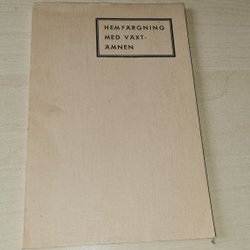 HEMFÄRGNING
MED VÄXT-
ÄMNEN